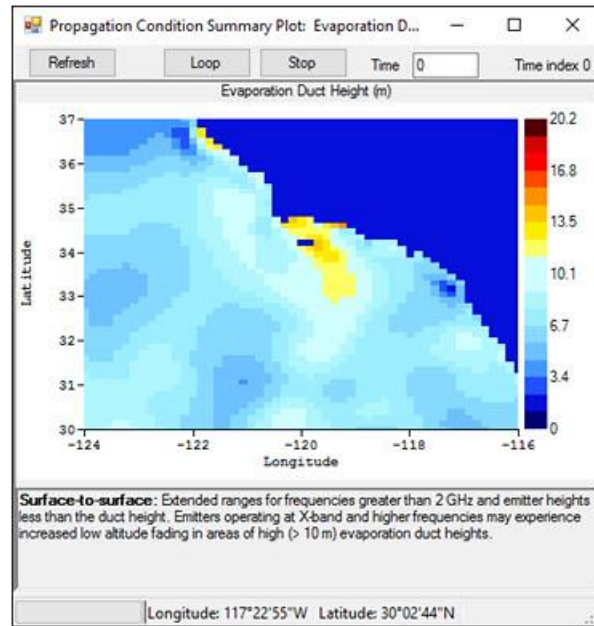 Propagation Condition Summary Plot: Evaporation D...
Refresh Loop Stop Time 0 Time index 0
Evaporation Duct Height (m)
37
36
35
34
33
32
31
30
Latitude
-124 -122 -120 -118 -116
Longitude
20.2
16.8
13.5
10.1
6.7
3.4
0
Surface-to-surface: Extended ranges for frequencies greater than 2 GHz and emitter heights
less than the duct height. Emitters operating at X-band and higher frequencies may experience
increased low altitude fading in areas of high (> 10 m) evaporation duct heights.
Longitude: 117°22'55"W Latitude: 30°02'44"N